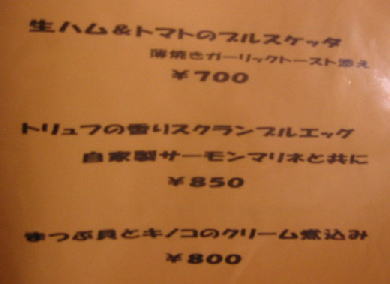 生ハム&トマトのブルスケッタ
薄焼きガーリックトースト添え
¥700
トリュフの香りスクランブルエッグ
自家製サーモンマリネと共に
¥850
まつぶ貝とキノコのクリーム煮込み
¥800